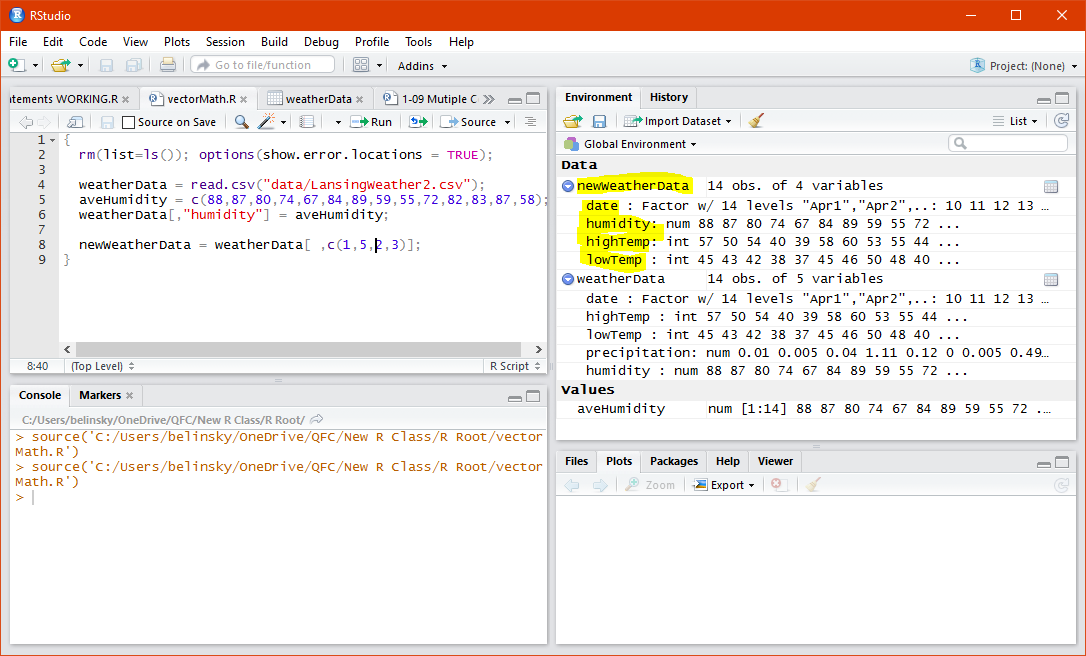 RStudio
File Edit Code View Plots Session Build Debug Profile Tools Help
Go to file/function Addins Project: (None)
atements WORKING.R vectorMath.R weatherData 1-09 Mutiple C
Source on Save Run Source
1 {
2 rm(list=ls()); options(show.error.locations = TRUE);
3
4 weatherData = read.csv("data/LansingWeather2.csv");
5 aveHumidity = c(88,87,80,74,67,84,89,59,55,72,82,83,87,58);
6 weatherData[,"humidity"] = aveHumidity;
7
8 newWeatherData = weatherData[ ,c(1,5,2,3)];
9 }
8:40 (Top Level) R Script
Console Markers
C:/Users/belinsky/OneDrive/QFC/New R Class/R Root/
> source('C:/Users/belinsky/OneDrive/QFC/New R Class/R Root/vector
Math.R')
> source('C:/Users/belinsky/OneDrive/QFC/New R Class/R Root/vector
Math.R')
>
Environment History
Import Dataset List
Global Environment
Data
newWeatherData 14 obs. of 4 variables
date : Factor w/ 14 levels "Apr1","Apr2",..: 10 11 12 13 …
humidity: num 88 87 80 74 67 84 89 59 55 72 ...
highTemp: int 57 50 54 40 39 58 60 53 55 44 ...
lowTemp : int 45 43 42 38 37 45 46 50 48 40 ...
weatherData 14 obs. of 5 variables
date : Factor w/ 14 levels "Apr1","Apr2",..: 10 11 12 13 …
highTemp : int 57 50 54 40 39 58 60 53 55 44 ...
lowTemp : int 45 43 42 38 37 45 46 50 48 40 ...
precipitation: num 0.01 0.005 0.04 1.11 0.12 0 0.005 0.49…
humidity : num 88 87 80 74 67 84 89 59 55 72 ...
Values
aveHumidity num [1:14] 88 87 80 74 67 84 89 59 55 72 .…
Files Plots Packages Help Viewer
Zoom Export